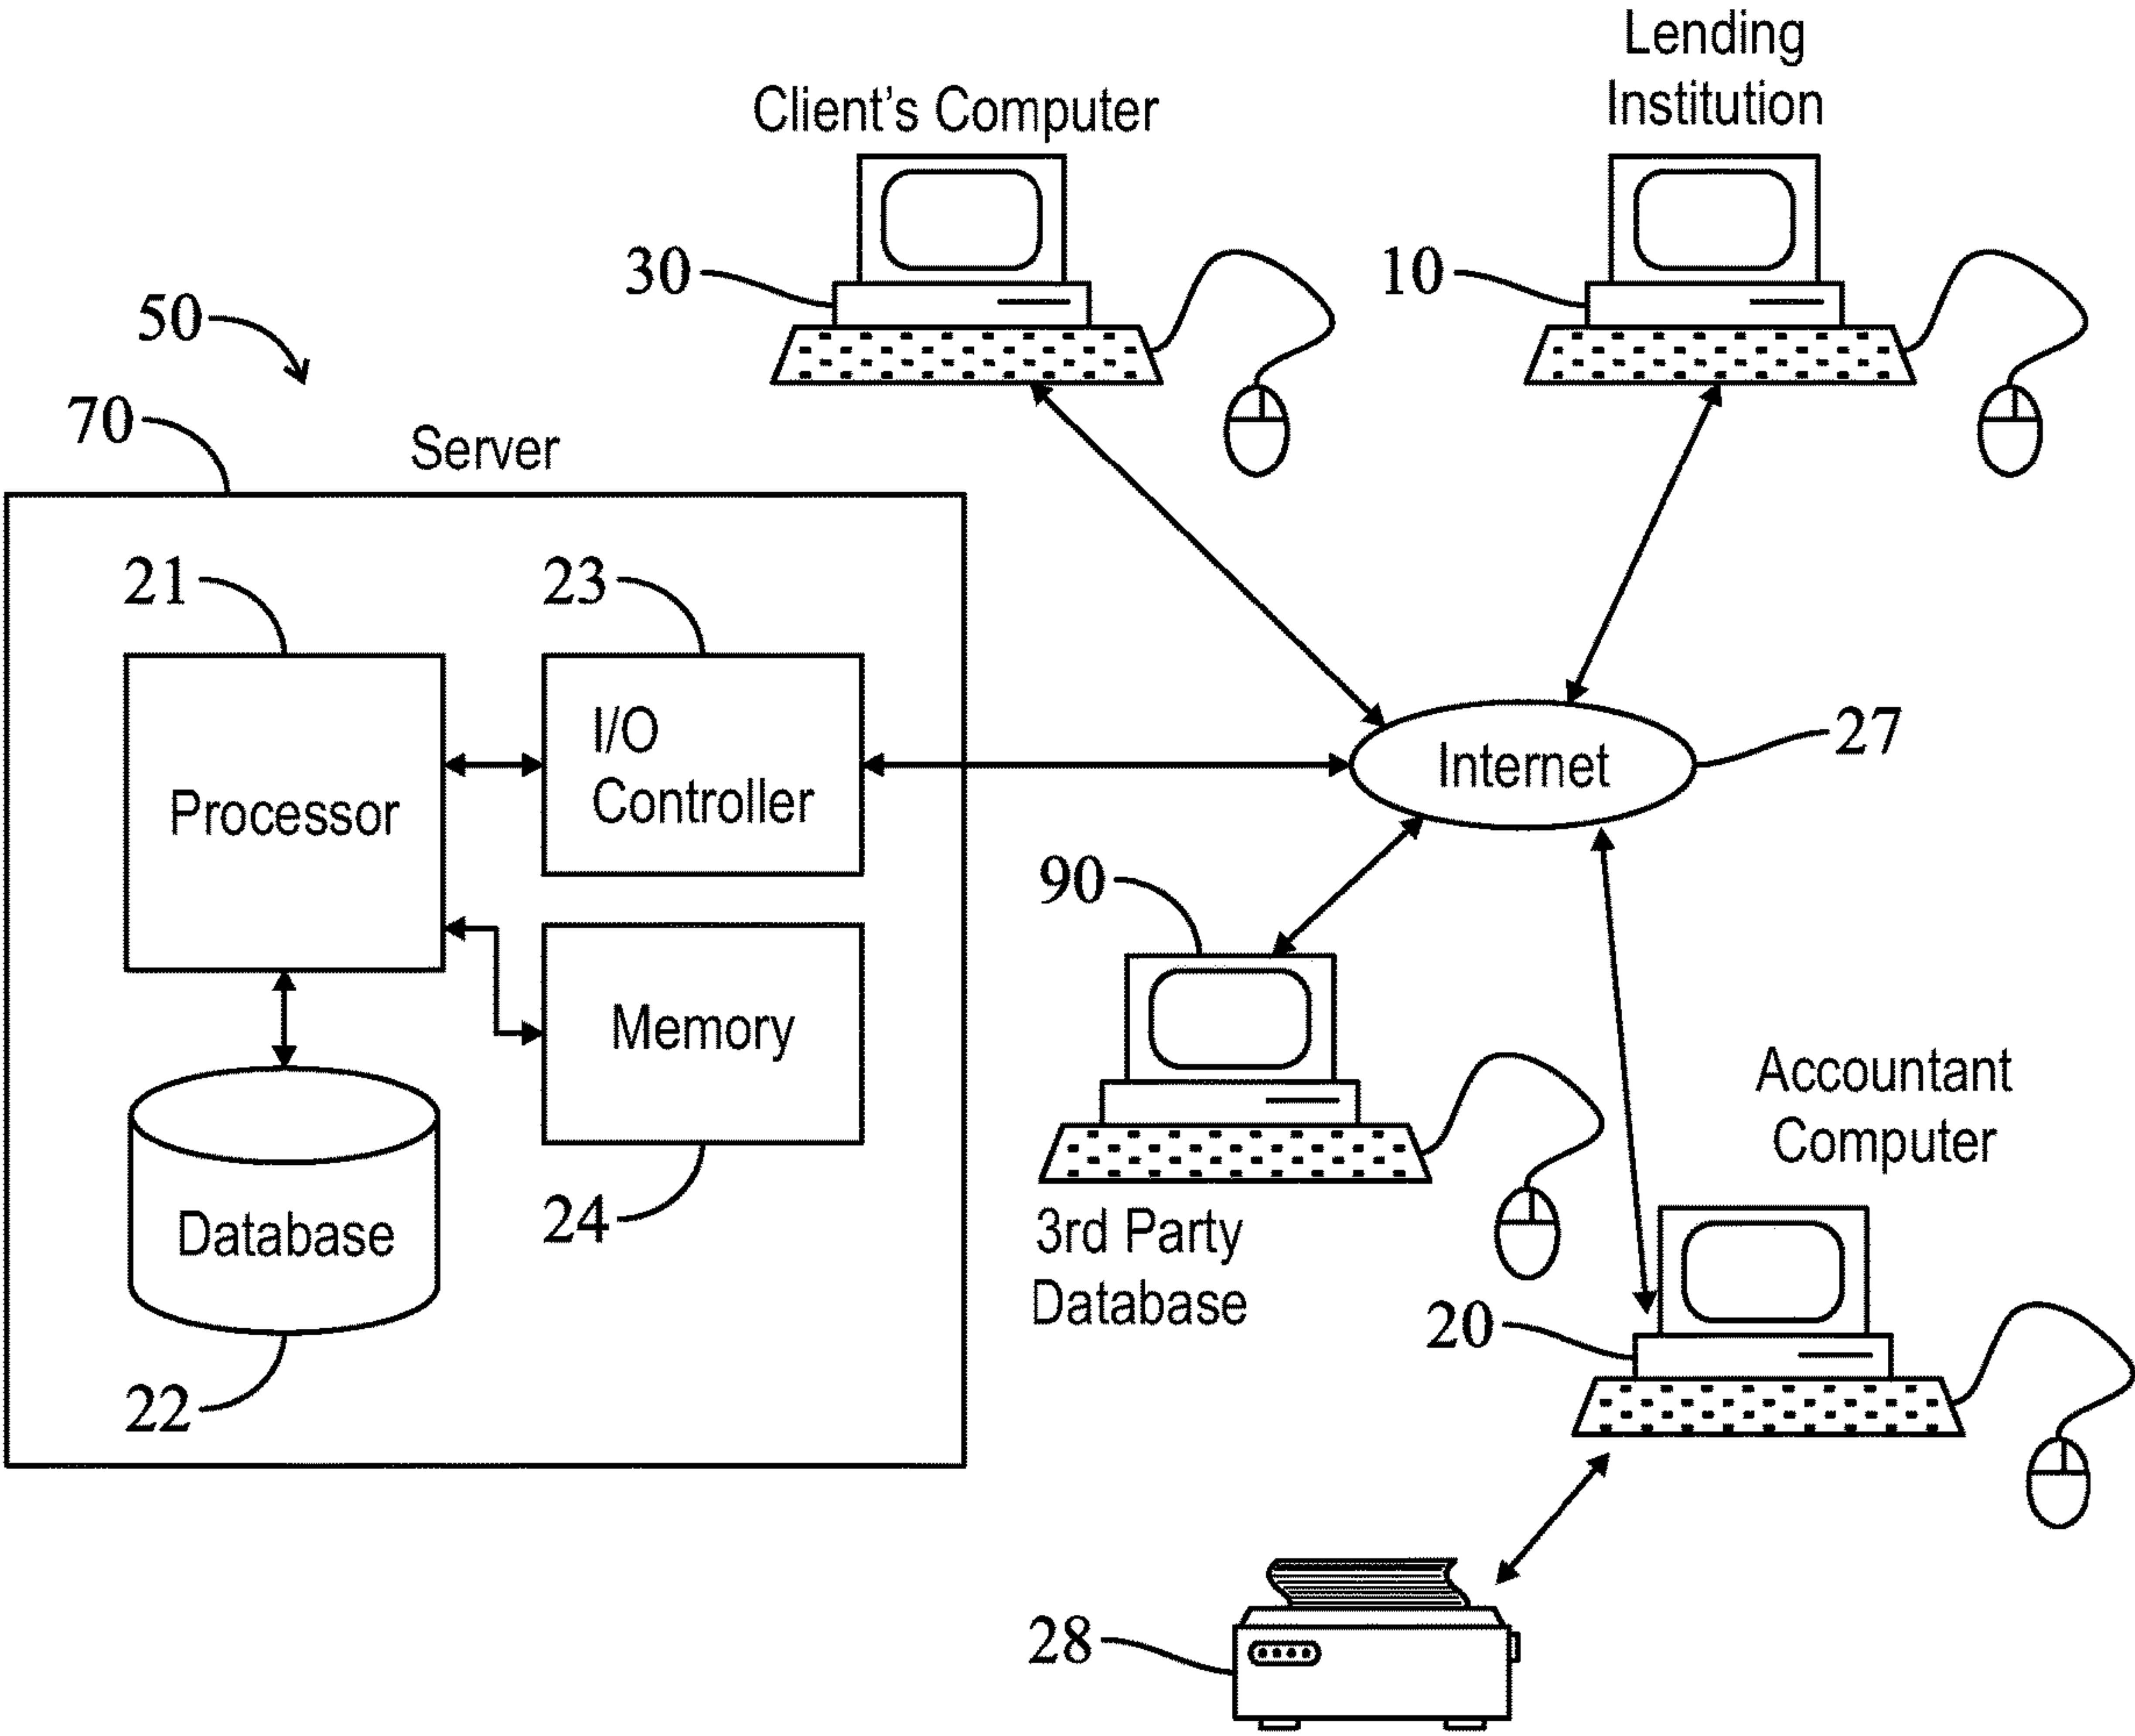 Lending
Institution
Client's Computer
30
10
50
70
Server
21
23
I/O
Controller
Processor
Internet
27
90
Memory
Accountant
Computer
24
Database
3rd Party
Database
20
22
28